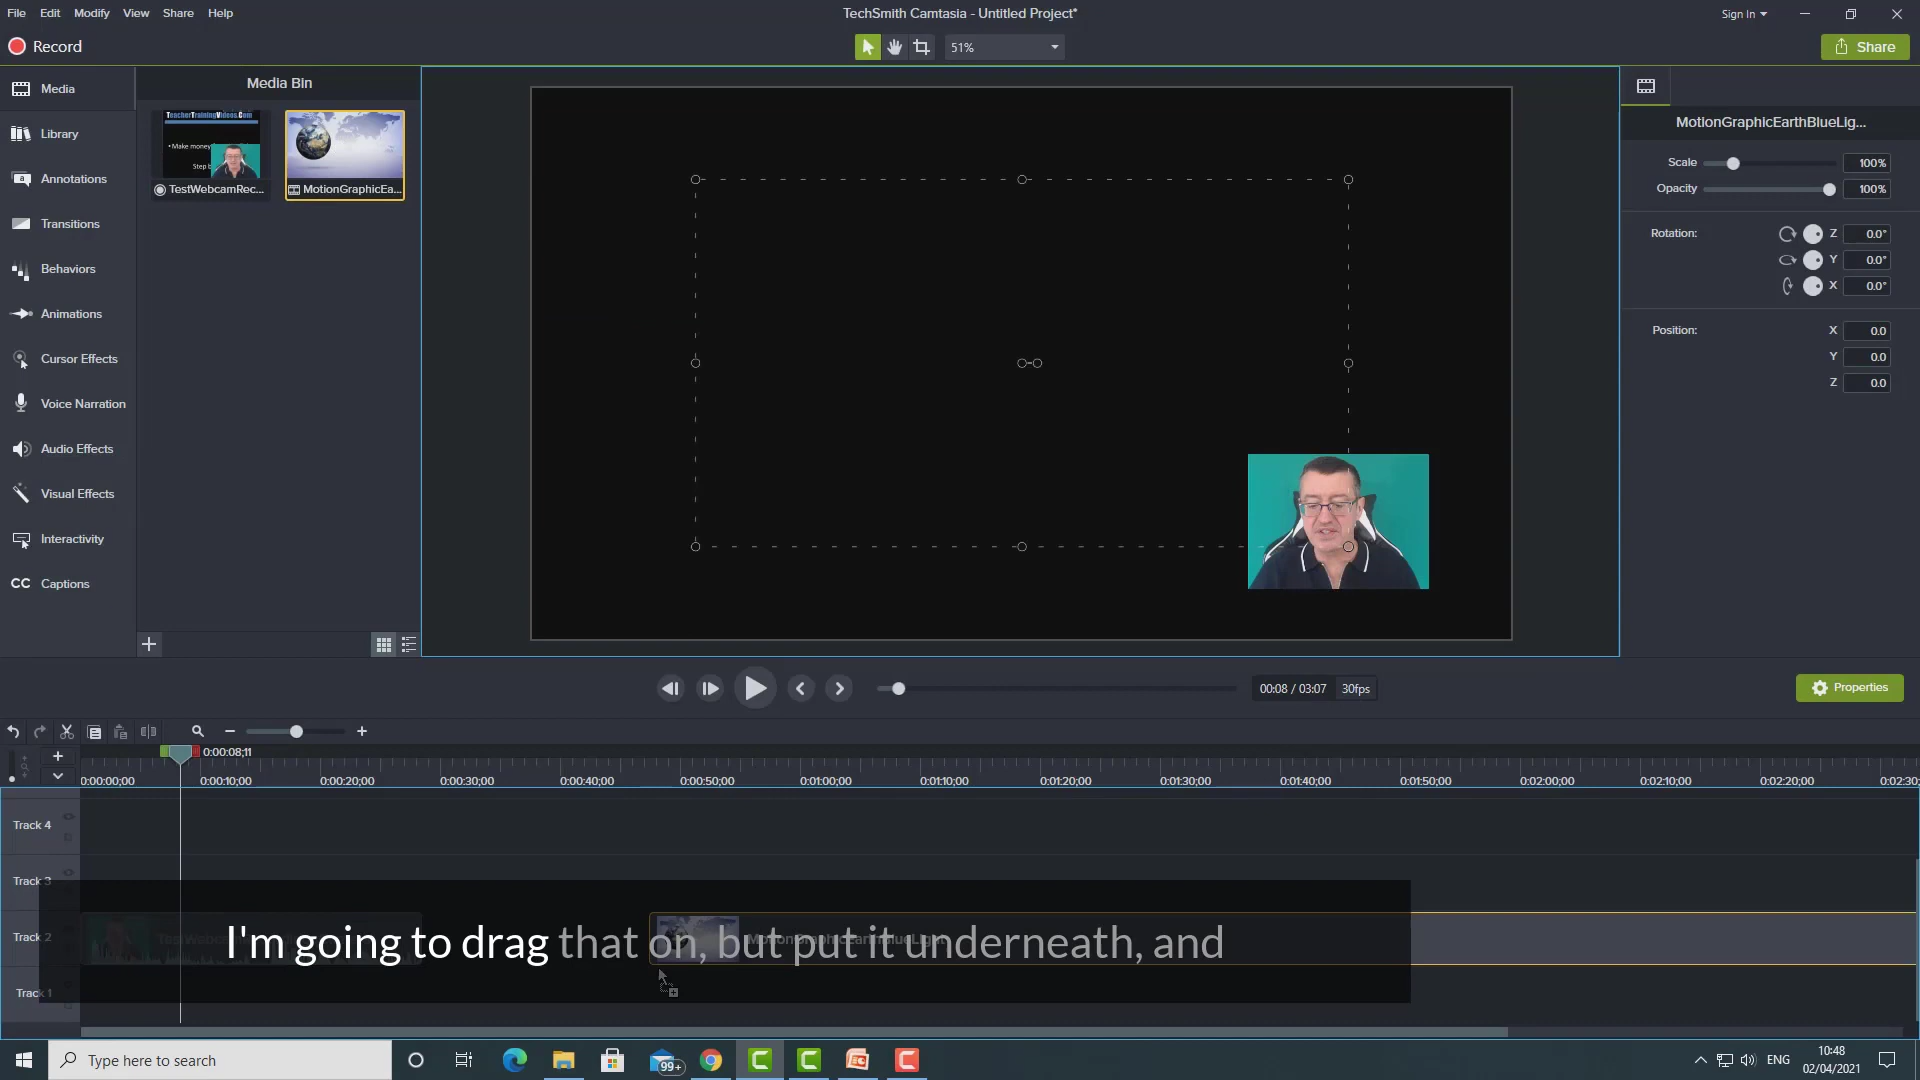 File Edit Modify View Share Help
TechSmith Camtasia - Untitled Project*
Sign In
Record
51%
Share
Media
Library
Annotations
Transitions
Behaviors
Animations
Cursor Effects
Voice Narration
Audio Effects
Visual Effects
Interactivity
CC Captions
Media Bin
TeacherTrainingVideos.Com
TestWebcamRec...
MotionGraphicEa...
MotionGraphicEarthBlueLig...
Scale 100%
Opacity 100%
Rotation: Z 0.0°
Y 0.0°
X 0.0°
Position: X 0.0
Y 0.0
Z 0.0
00:08 / 03:07 30fps
Properties
0:00:08;11
0:00:00;00 0:00:10;00 0:00:20;00 0:00:30;00 0:00:40;00 0:00:50;00 0:01:00;00 0:01:10;00 0:01:20;00 0:01:30;00 0:01:40;00 0:01:50;00 0:02:00;00 0:02:10;00 0:02:20;00 0:02:30;
Track 4
Track 3
Track 2
Track 1
I'm going to drag that on, but put it underneath, and
Type here to search
99+
ENG
10:48
02/04/2021